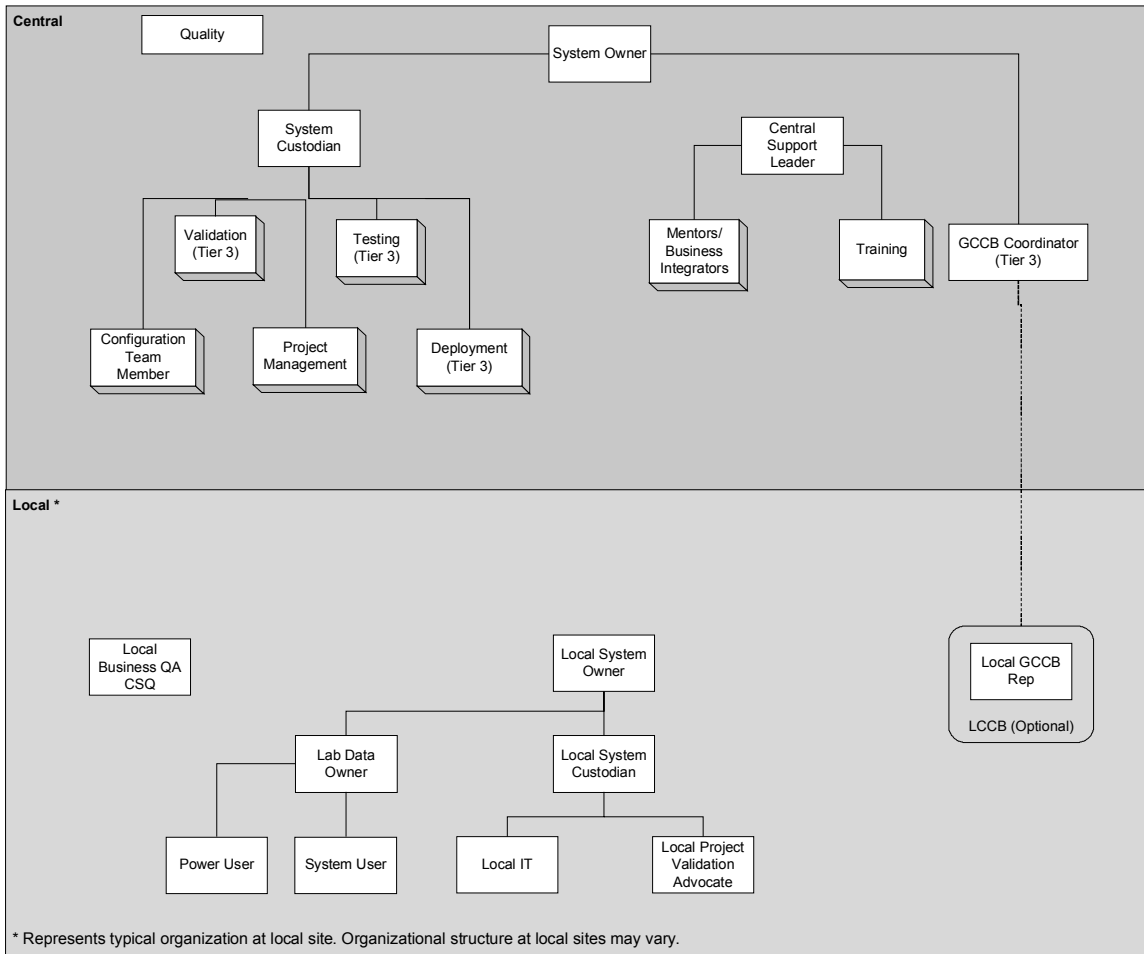 Central
Quality
System Owner
System
Custodian
Central
Support
Leader
Validation
(Tier 3)
Testing
(Tier 3)
Mentors/
Business
Integrators
Training
GCCB Coordinator
(Tier 3)
Configuration
Team
Member
Project
Management
Deployment
(Tier 3)
Local *
Local
Business QA
CSQ
Local System
Owner
Local GCCB
Rep
LCCB (Optional)
Lab Data
Owner
Local System
Custodian
Power User
System User
Local IT
Local Project
Validation
Advocate
* Represents typical organization at local site. Organizational structure at local sites may vary.